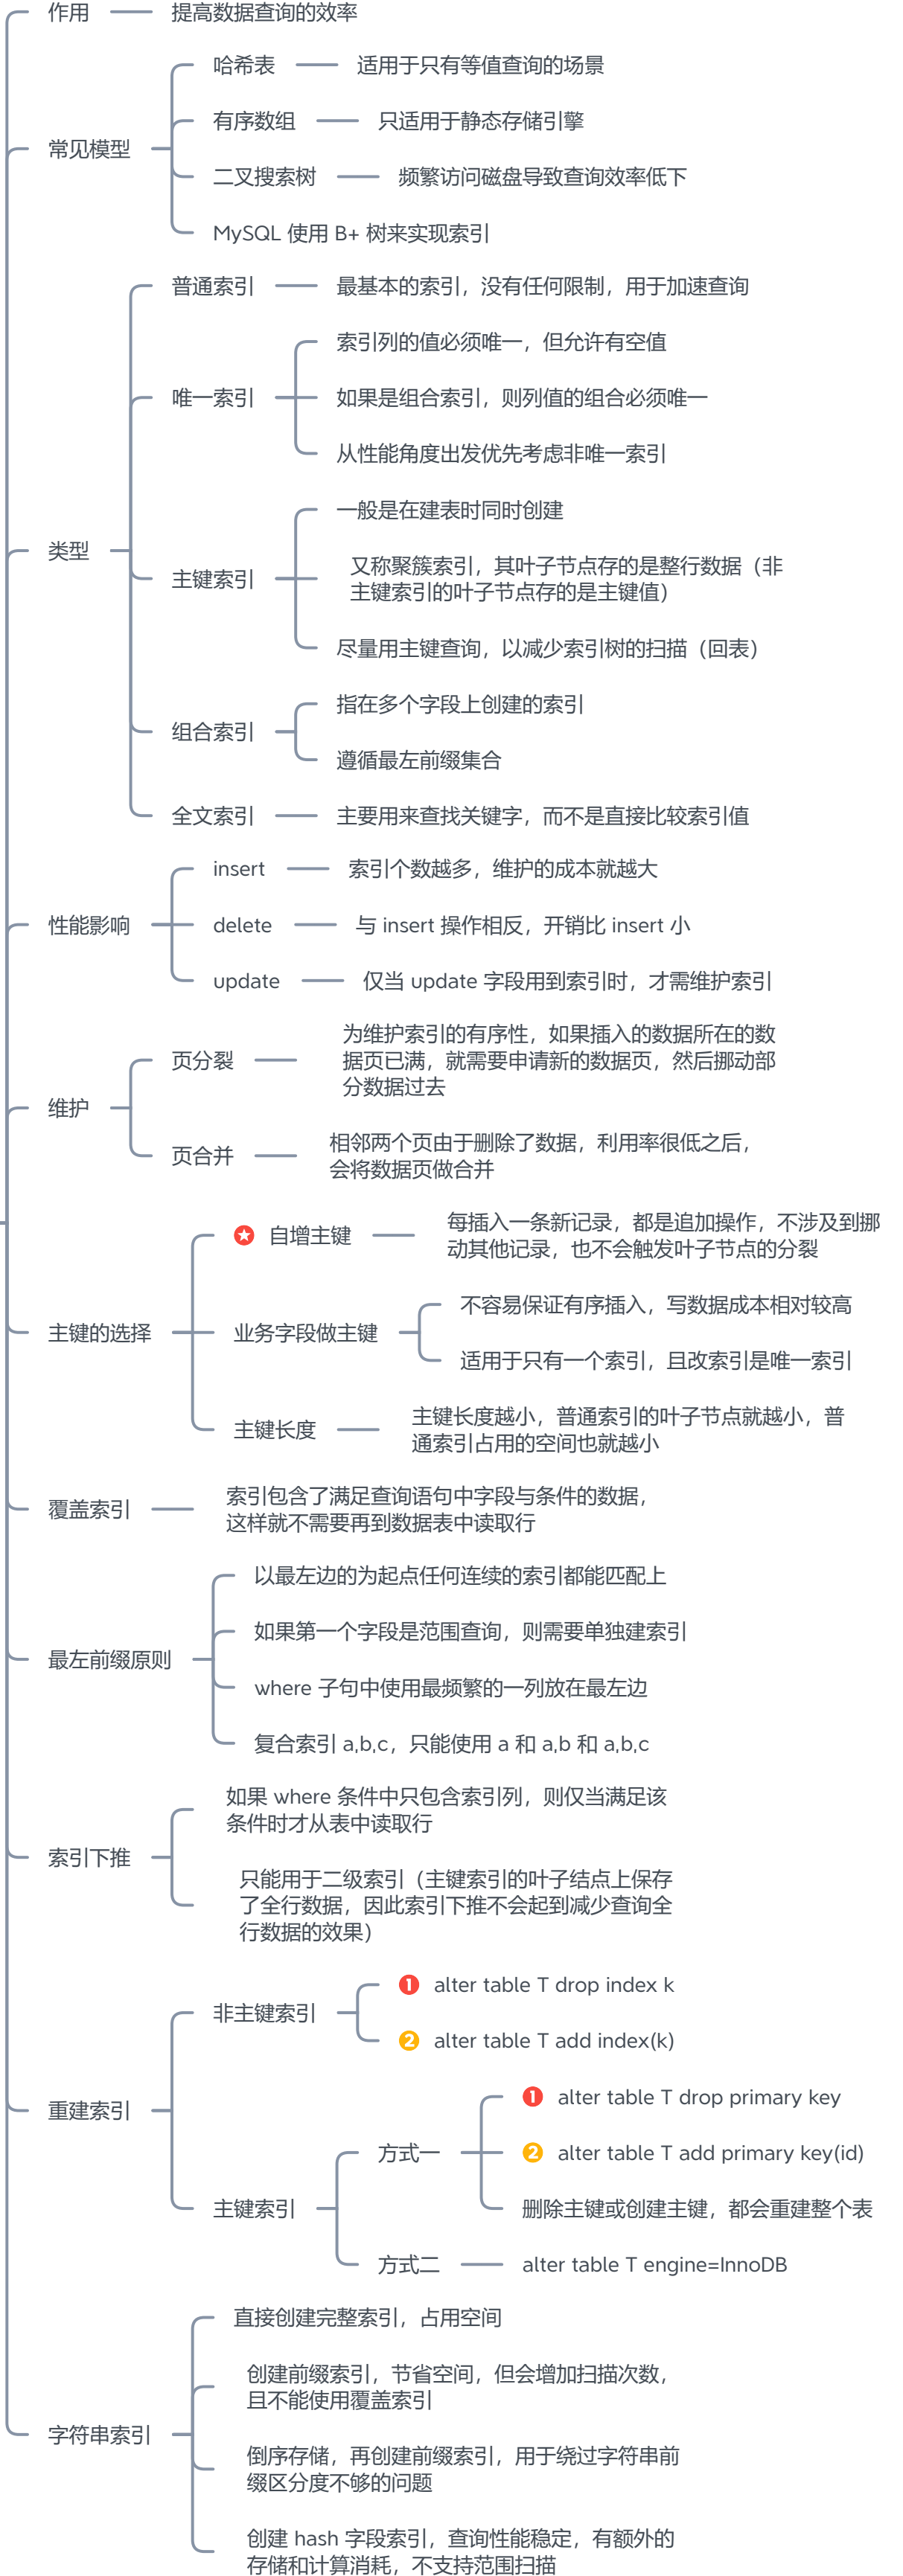 作用
提高数据查询的效率
常见模型
哈希表
适用于只有等值查询的场景
有序数组
只适用于静态存储引擎
二叉搜索树
频繁访问磁盘导致查询效率低下
MySQL 使用 B+ 树来实现索引
类型
普通索引
最基本的索引，没有任何限制，用于加速查询
唯一索引
索引列的值必须唯一，但允许有空值
如果是组合索引，则列值的组合必须唯一
从性能角度出发优先考虑非唯一索引
主键索引
一般是在建表时同时创建
又称聚簇索引，其叶子节点存的是整行数据（非
主键索引的叶子节点存的是主键值）
尽量用主键查询，以减少索引树的扫描（回表）
组合索引
指在多个字段上创建的索引
遵循最左前缀集合
全文索引
主要用来查找关键字，而不是直接比较索引值
性能影响
insert
索引个数越多，维护的成本就越大
delete
与 insert 操作相反，开销比 insert 小
update
仅当 update 字段用到索引时，才需维护索引
维护
页分裂
为维护索引的有序性，如果插入的数据所在的数
据页已满，就需要申请新的数据页，然后挪动部
分数据过去
页合并
相邻两个页由于删除了数据，利用率很低之后，
会将数据页做合并
主键的选择
自增主键
每插入一条新记录，都是追加操作，不涉及到挪
动其他记录，也不会触发叶子节点的分裂
业务字段做主键
不容易保证有序插入，写数据成本相对较高
适用于只有一个索引，且改索引是唯一索引
主键长度
主键长度越小，普通索引的叶子节点就越小，普
通索引占用的空间也就越小
覆盖索引
索引包含了满足查询语句中字段与条件的数据，
这样就不需要再到数据表中读取行
最左前缀原则
以最左边的为起点任何连续的索引都能匹配上
如果第一个字段是范围查询，则需要单独建索引
where 子句中使用最频繁的一列放在最左边
复合索引 a,b,c，只能使用 a 和 a,b 和 a,b,c
索引下推
如果 where 条件中只包含索引列，则仅当满足该
条件时才从表中读取行
只能用于二级索引（主键索引的叶子结点上保存
了全行数据，因此索引下推不会起到减少查询全
行数据的效果）
重建索引
非主键索引
1 alter table T drop index k
2 alter table T add index(k)
主键索引
方式一
1 alter table T drop primary key
2 alter table T add primary key(id)
删除主键或创建主键，都会重建整个表
方式二
alter table T engine=InnoDB
字符串索引
直接创建完整索引，占用空间
创建前缀索引，节省空间，但会增加扫描次数，
且不能使用覆盖索引
倒序存储，再创建前缀索引，用于绕过字符串前
缀区分度不够的问题
创建 hash 字段索引，查询性能稳定，有额外的
存储和计算消耗，不支持范围扫描